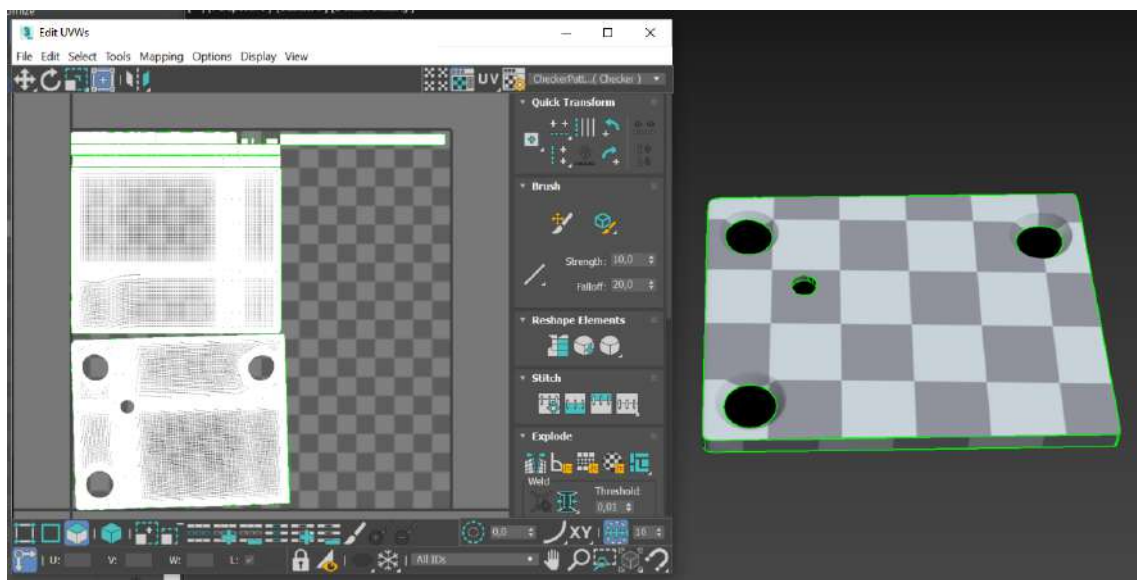 Edit UVWs
File Edit Select Tools Mapping Options Display View
UV CheckerPatt...( Checker )
Quick Transform
Brush
Strength: 10,0
Falloff: 20,0
Reshape Elements
Stitch
Explode
Weld
Threshold:
0,01
0,0 XY 16
U: V: W: L: All IDs